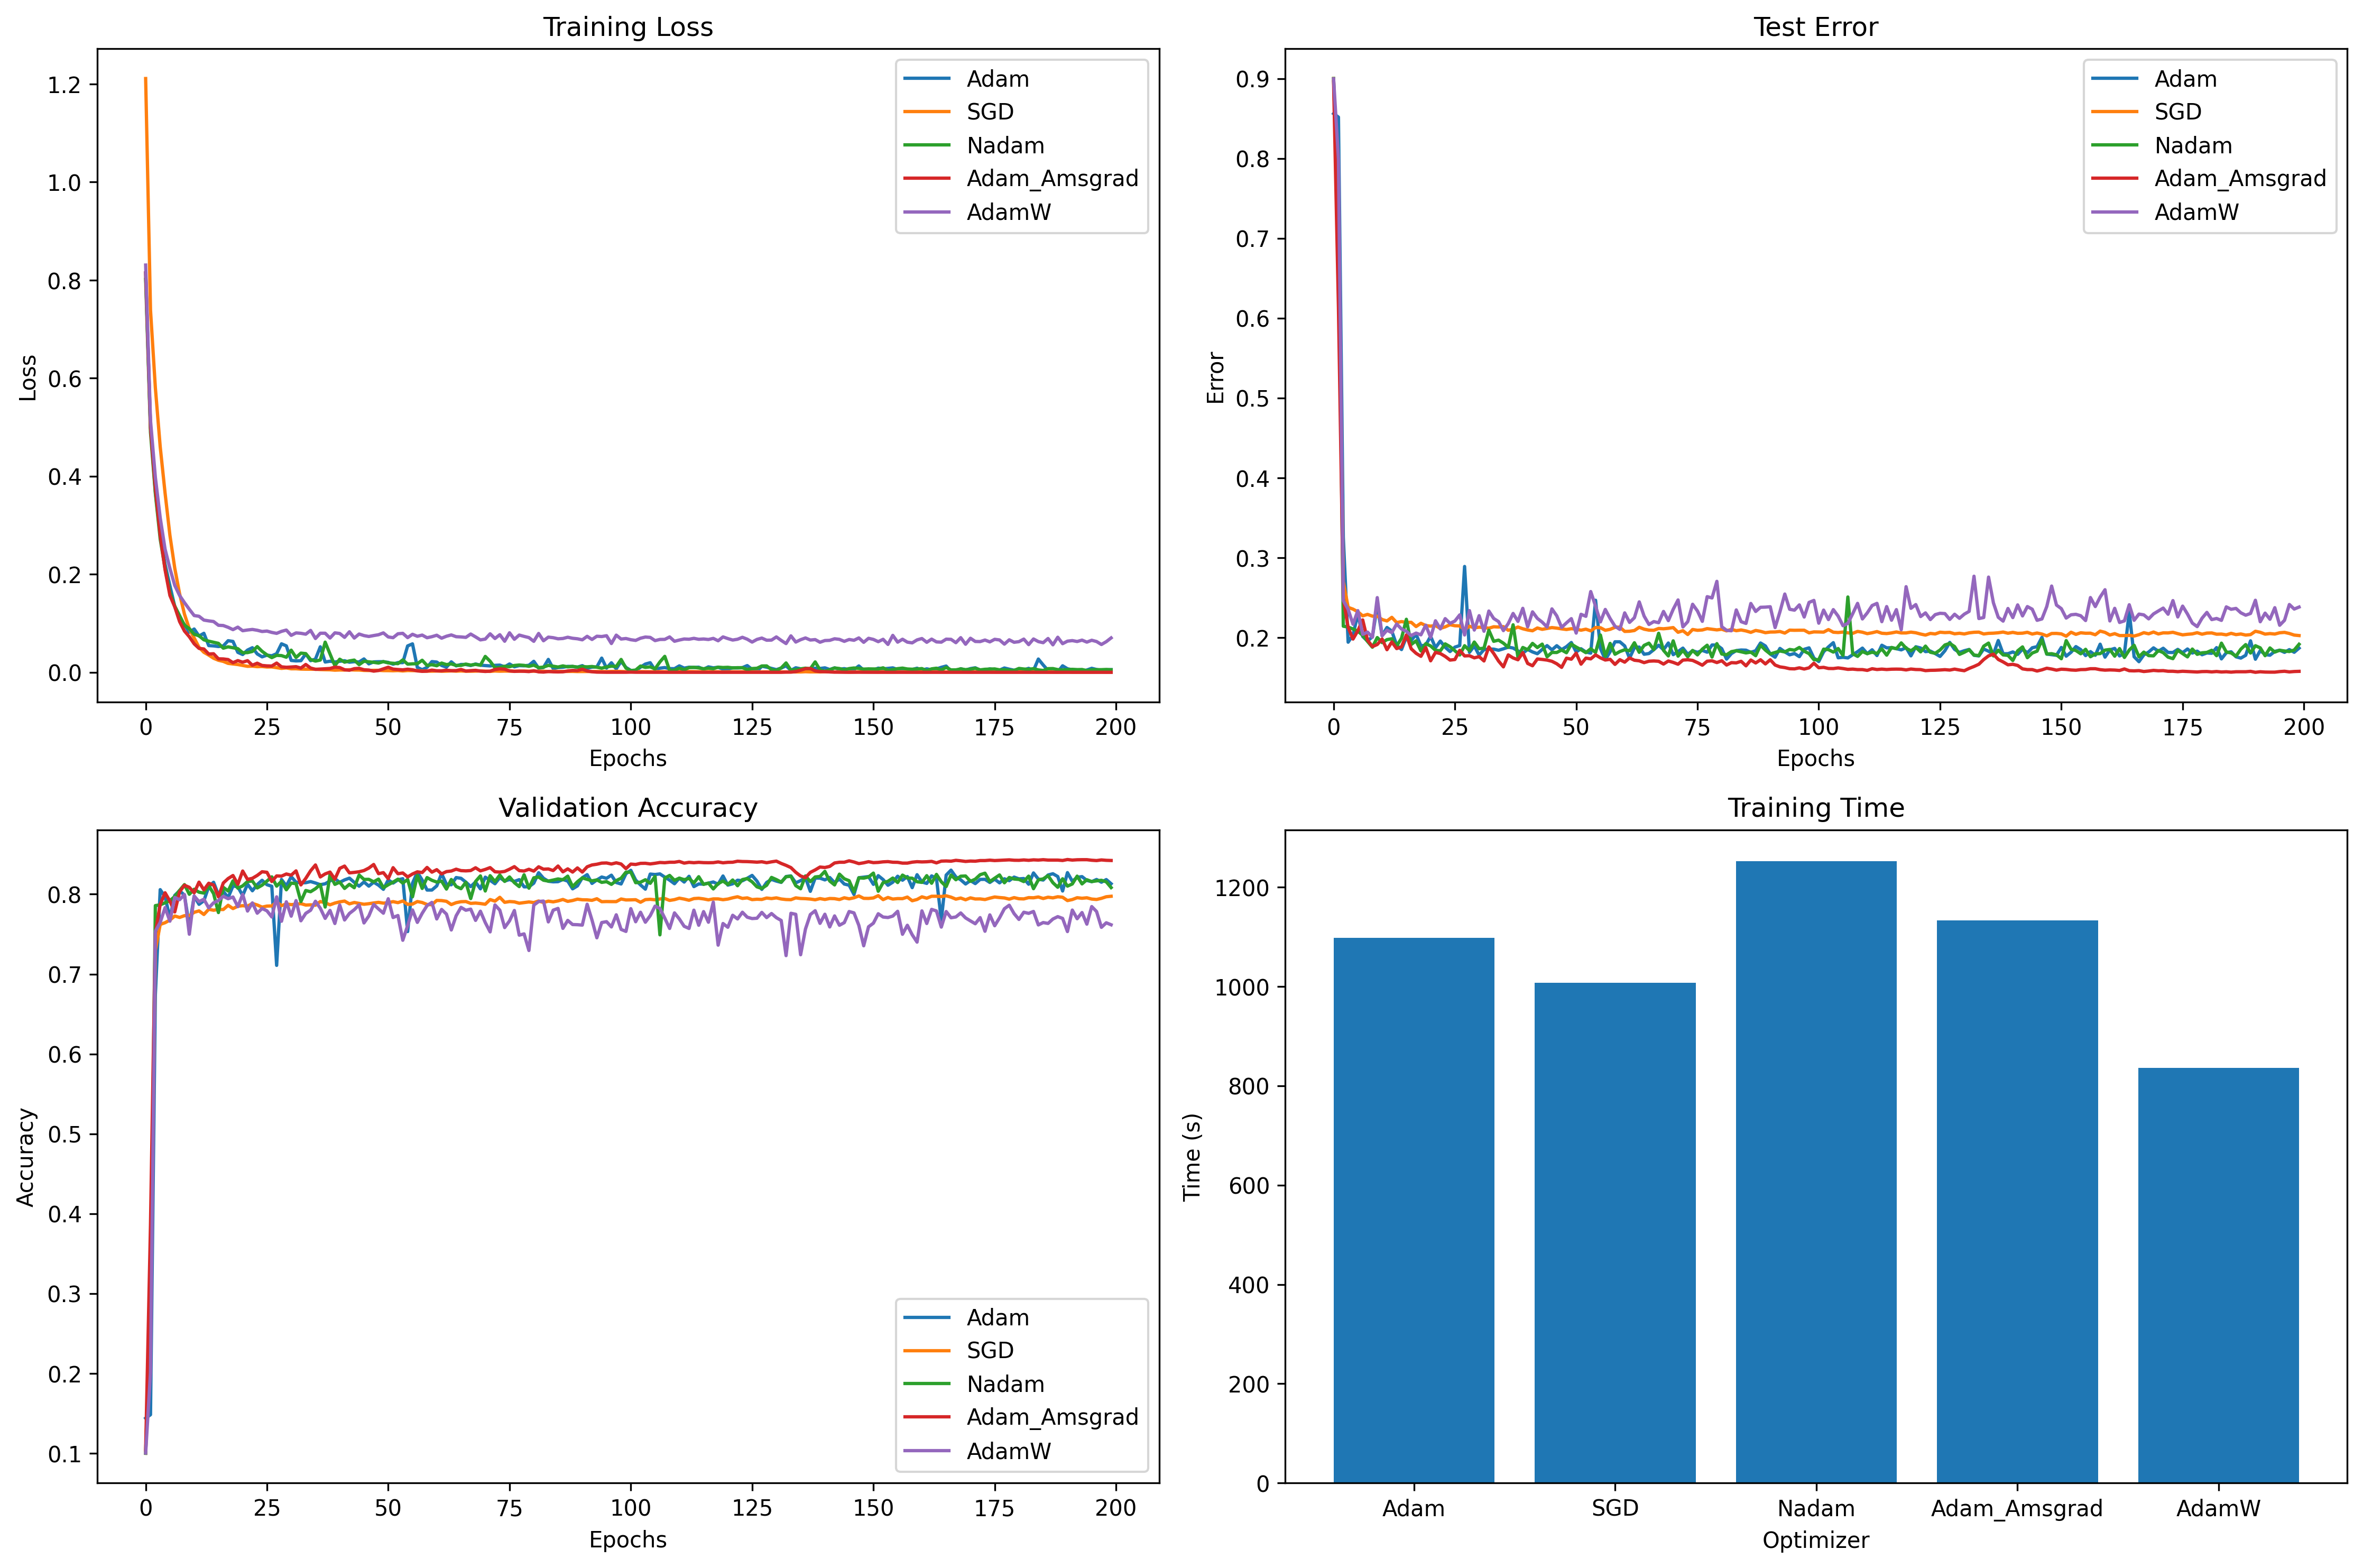 Training Loss
Loss
1.2
1.0
0.8
0.6
0.4
0.2
0.0
0 25 50 75 100 125 150 175 200
Epochs
Adam
SGD
Nadam
Adam_Amsgrad
AdamW
Test Error
Error
0.9
0.8
0.7
0.6
0.5
0.4
0.3
0.2
0 25 50 75 100 125 150 175 200
Epochs
Adam
SGD
Nadam
Adam_Amsgrad
AdamW
Validation Accuracy
Accuracy
0.8
0.7
0.6
0.5
0.4
0.3
0.2
0.1
0 25 50 75 100 125 150 175 200
Epochs
Adam
SGD
Nadam
Adam_Amsgrad
AdamW
Training Time
Time (s)
1200
1000
800
600
400
200
0
Adam SGD Nadam Adam_Amsgrad AdamW
Optimizer